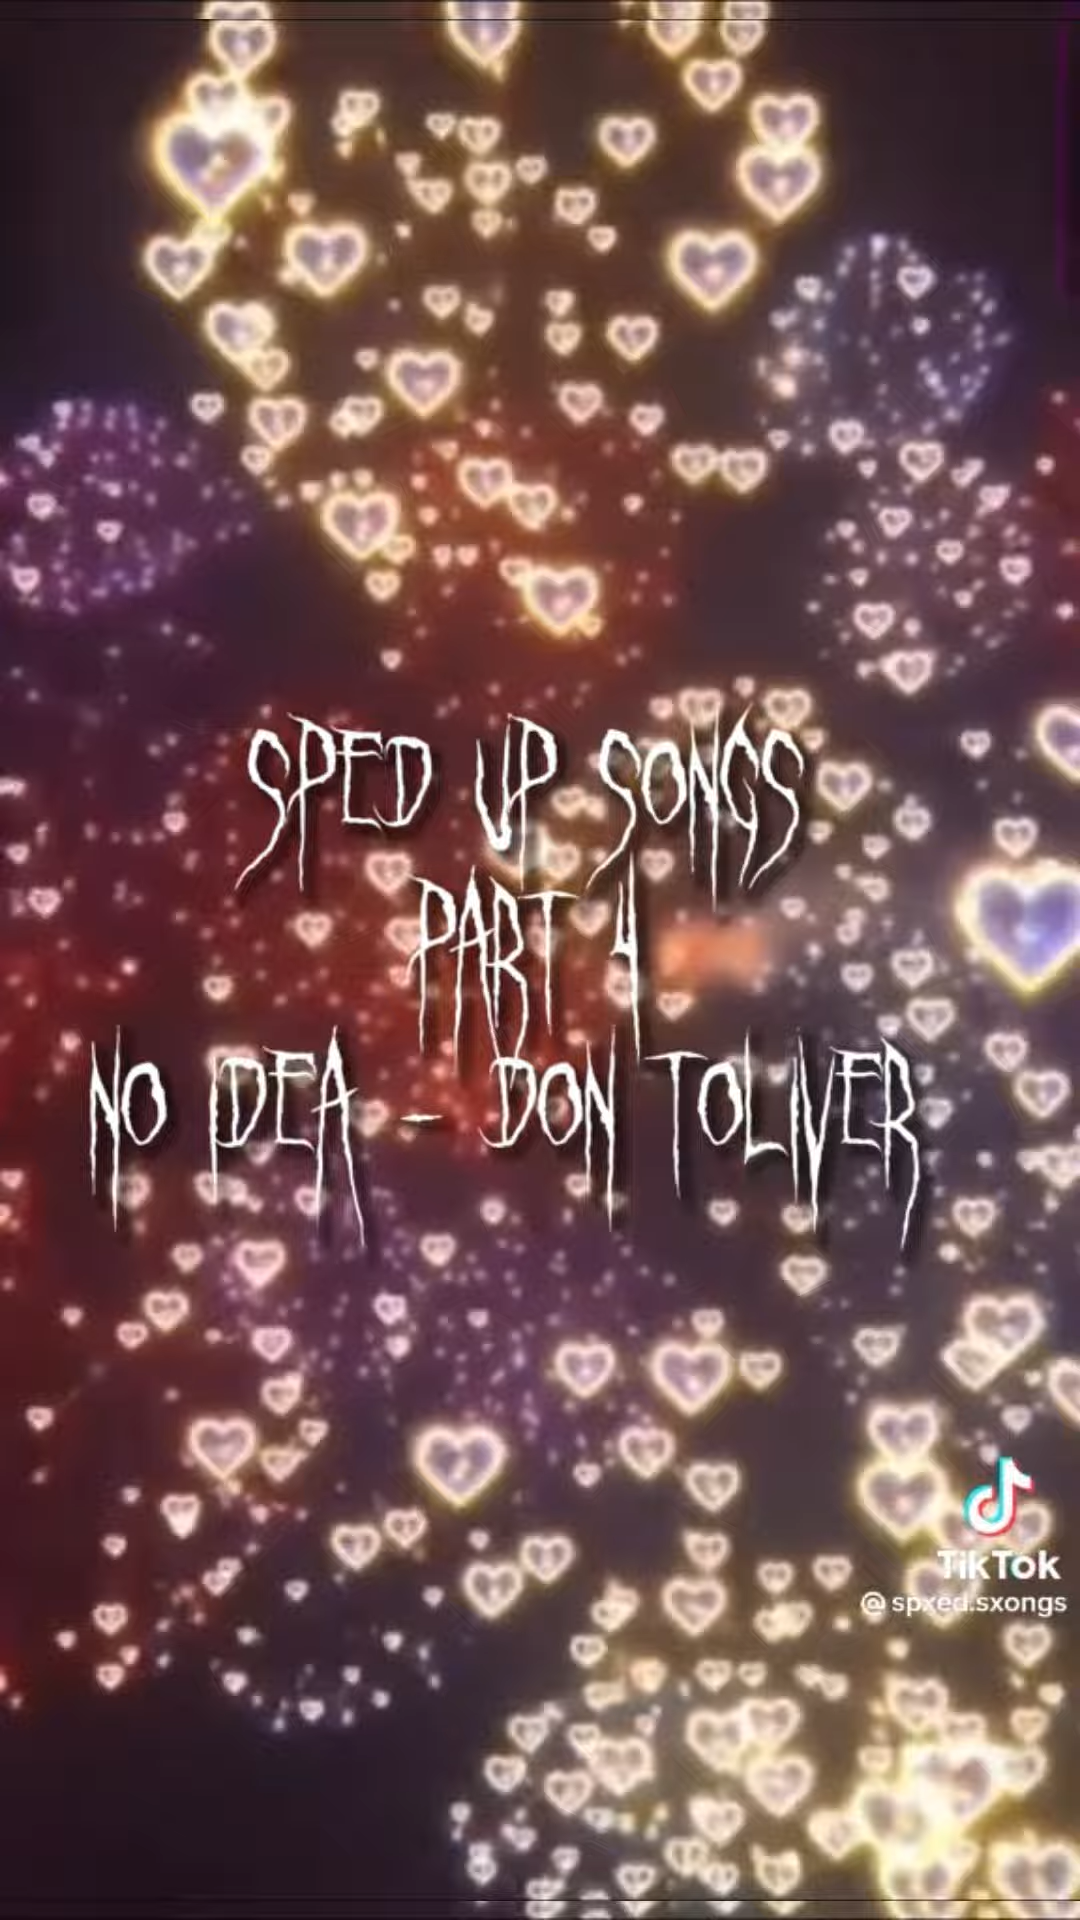 SPED UP SONGS
PART 4
NO IDEA - DON TOLIVER
TikTok
@spxed.sxongs